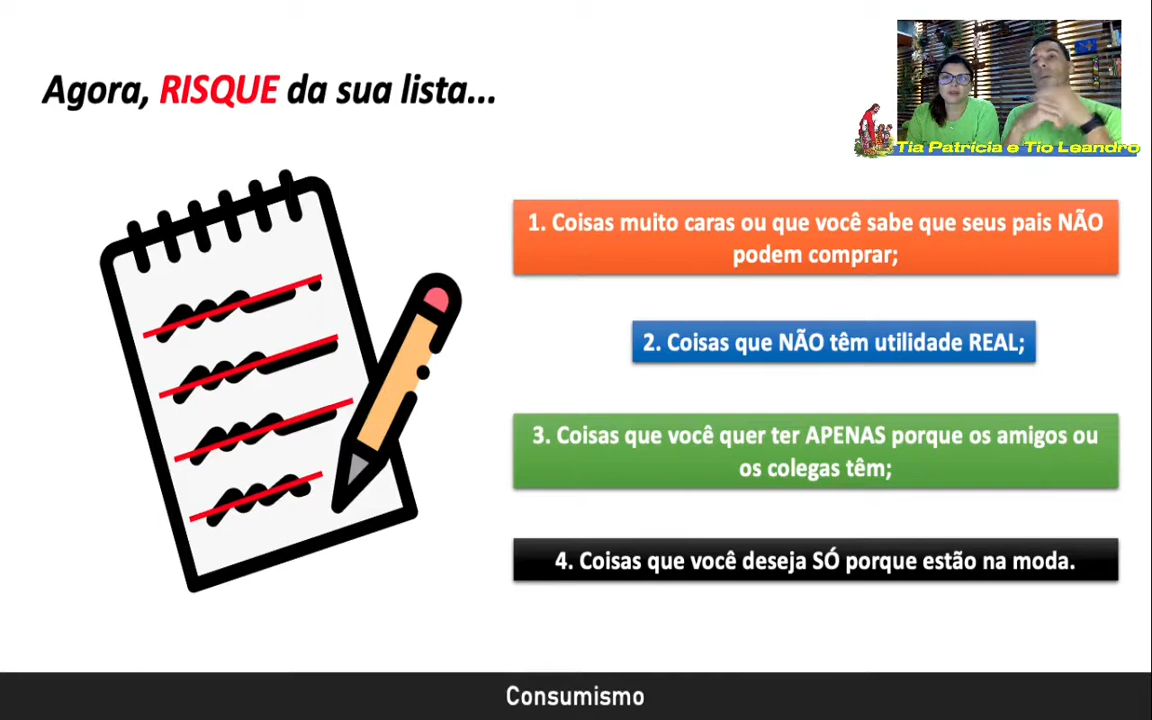 Agora, RISQUE da sua lista...
Tia Patrícia e Tio Leandro
1. Coisas muito caras ou que você sabe que seus pais NÃO
podem comprar;
2. Coisas que NÃO têm utilidade REAL;
3. Coisas que você quer ter APENAS porque os amigos ou
os colegas têm;
4. Coisas que você deseja SÓ porque estão na moda.
Consumismo